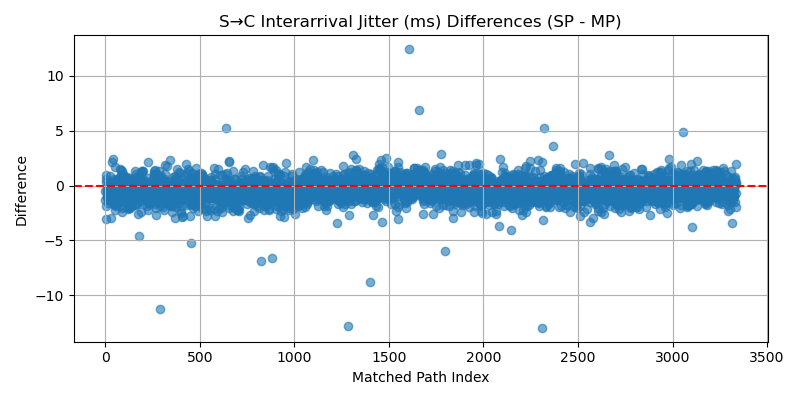 S→C Interarrival Jitter (ms) Differences (SP - MP)
10
5
0
−5
−10
Difference
0 500 1000 1500 2000 2500 3000 3500
Matched Path Index